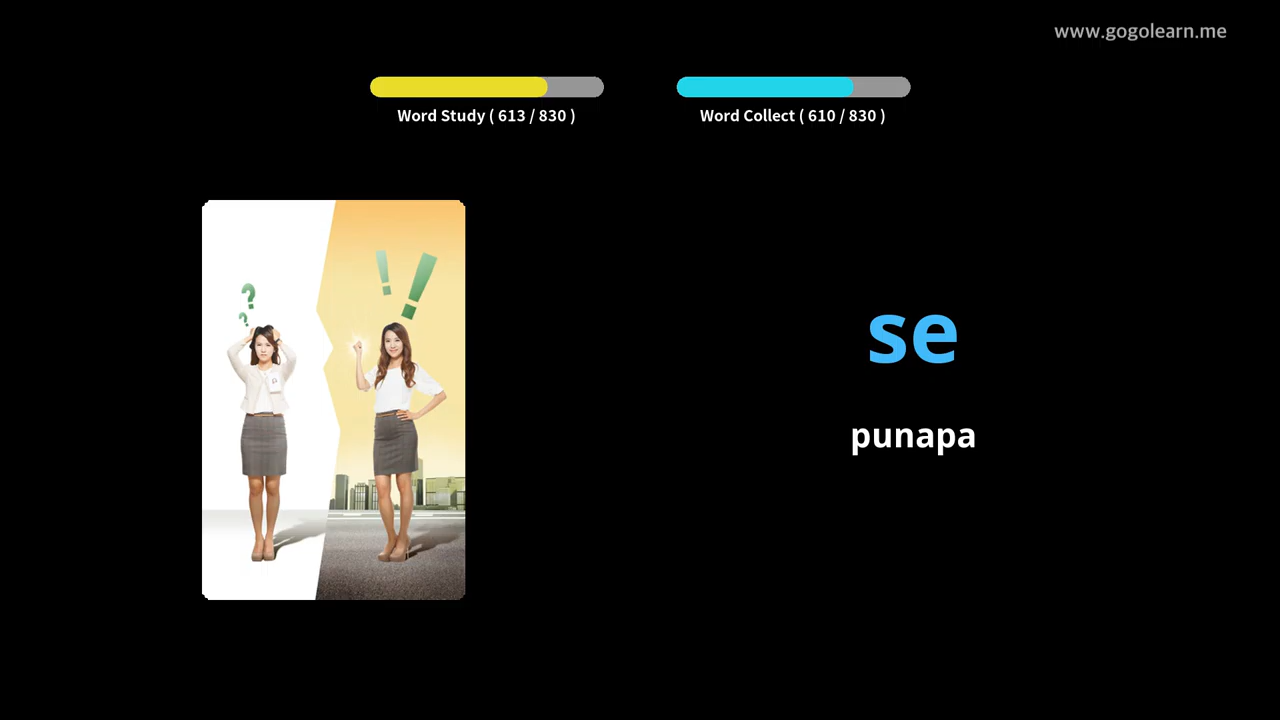 www.gogolearn.me
Word Study ( 613 / 830 )
Word Collect ( 610 / 830 )
? ?
! !
se
punapa